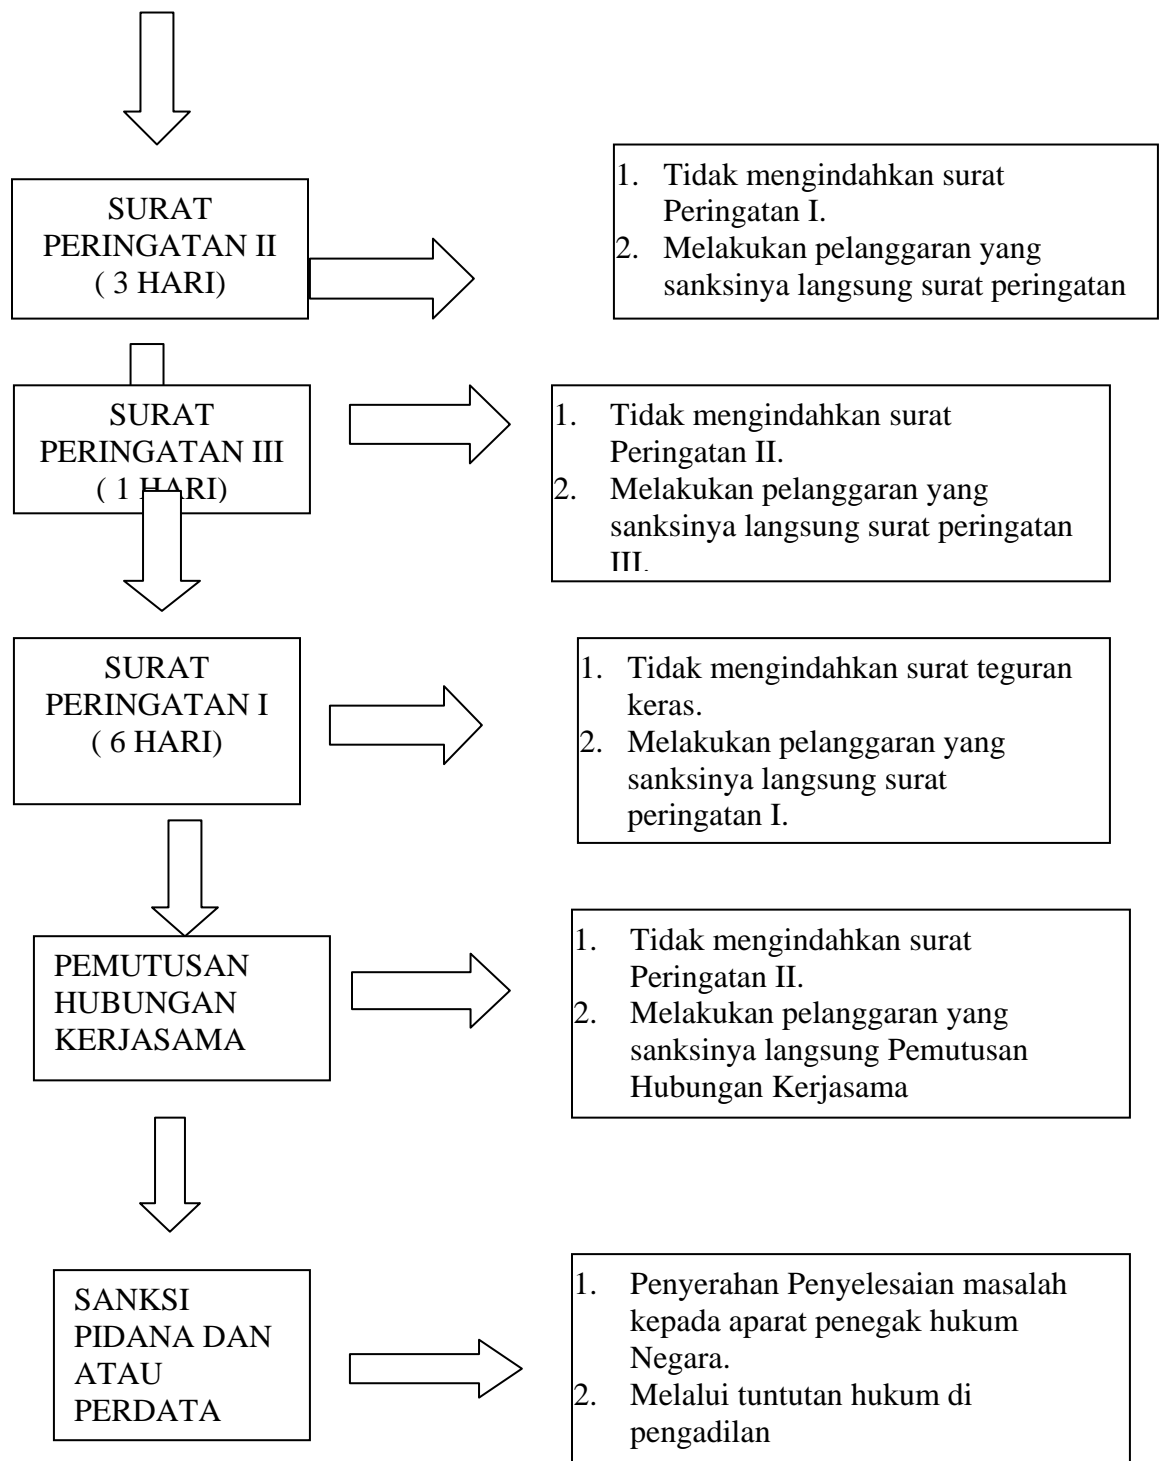 SURAT
PERINGATAN II
( 3 HARI)
1. Tidak mengindahkan surat
Peringatan I.
2. Melakukan pelanggaran yang
sanksinya langsung surat peringatan
SURAT
PERINGATAN III
( 1 HARI)
1. Tidak mengindahkan surat
Peringatan II.
2. Melakukan pelanggaran yang
sanksinya langsung surat peringatan
III.
SURAT
PERINGATAN I
( 6 HARI)
1. Tidak mengindahkan surat teguran
keras.
2. Melakukan pelanggaran yang
sanksinya langsung surat
peringatan I.
PEMUTUSAN
HUBUNGAN
KERJASAMA
1. Tidak mengindahkan surat
Peringatan II.
2. Melakukan pelanggaran yang
sanksinya langsung Pemutusan
Hubungan Kerjasama
SANKSI
PIDANA DAN
ATAU
PERDATA
1. Penyerahan Penyelesaian masalah
kepada aparat penegak hukum
Negara.
2. Melalui tuntutan hukum di
pengadilan